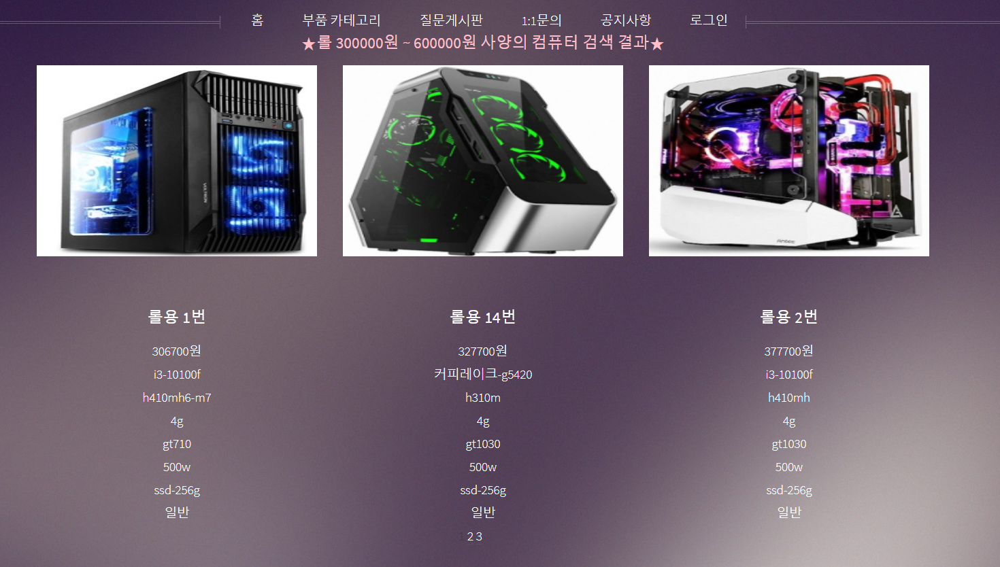 홈 부품 카테고리 질문게시판 1:1문의 공지사항 로그인
★롤 300000원 ~ 600000원 사양의 컴퓨터 검색 결과★
VOLTRON
Antec
롤용 1번
306700원
i3-10100f
h410mh6-m7
4g
gt710
500w
ssd-256g
일반
롤용 14번
327700원
커피레이크-g5420
h310m
4g
gt1030
500w
ssd-256g
일반
롤용 2번
377700원
i3-10100f
h410mh
4g
gt1030
500w
ssd-256g
일반
1 2 3